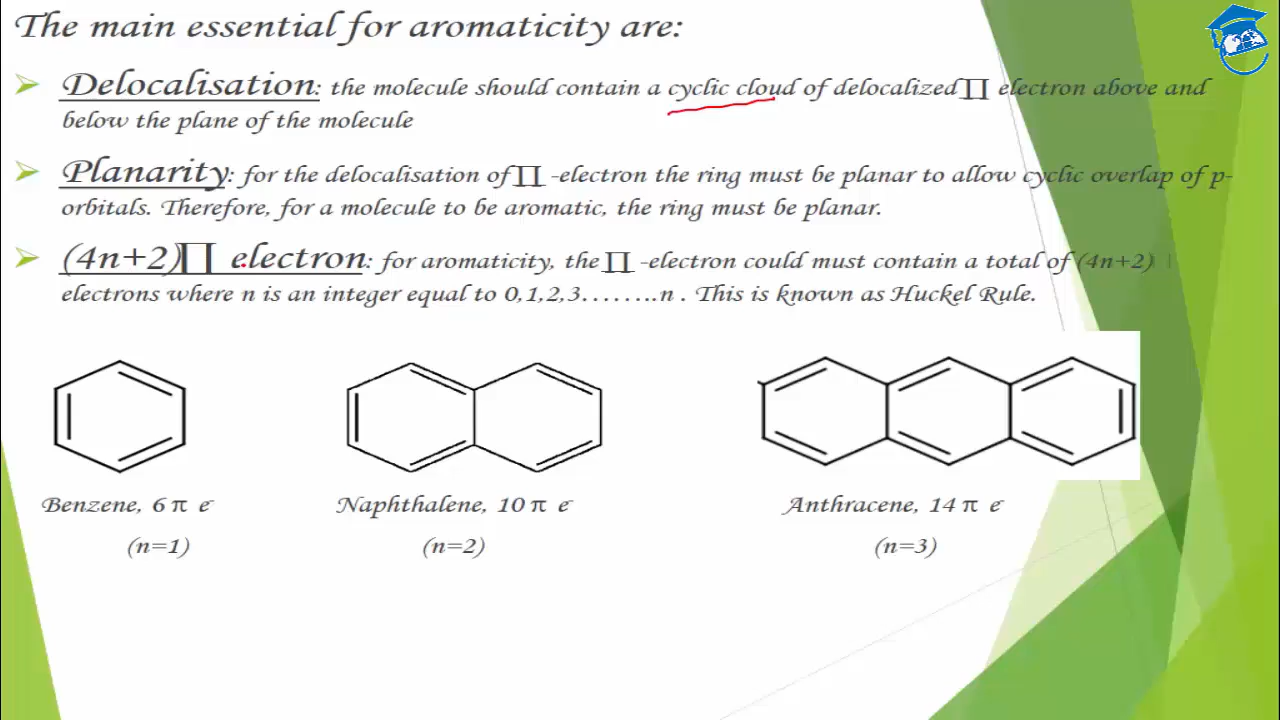 The main essential for aromaticity are:
Delocalisation: the molecule should contain a cyclic cloud of delocalized ∏ electron above and
below the plane of the molecule
Planarity: for the delocalisation of ∏ -electron the ring must be planar to allow cyclic overlap of p-
orbitals. Therefore, for a molecule to be aromatic, the ring must be planar.
(4n+2)∏ electron: for aromaticity, the ∏ -electron could must contain a total of (4n+2)
electrons where n is an integer equal to 0,1,2,3……..n . This is known as Huckel Rule.
Benzene, 6 π e⁻ Naphthalene, 10 π e⁻ Anthracene, 14 π e⁻
(n=1) (n=2) (n=3)